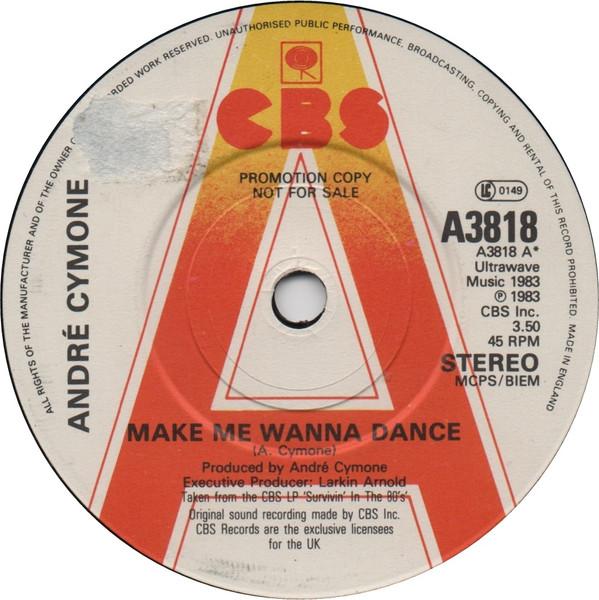 ALL RIGHTS OF THE MANUFACTURER AND OF THE OWNER O
RDED WORK RESERVED. UNAUTHORISED PUBLIC PERFORMANCE, BROADCASTING, COPYING AND RENTAL OF THIS RECORD PROHIBITED. MADE IN ENGLAND
CBS
PROMOTION COPY
NOT FOR SALE
ANDRÉ CYMONE
LC 0149
A3818
A3818 A*
Ultrawave
Music 1983
℗ 1983
CBS Inc.
3.50
45 RPM
STEREO
MCPS/BIEM
A
MAKE ME WANNA DANCE
(A. Cymone)
Produced by André Cymone
Executive Producer: Larkin Arnold
Taken from the CBS LP 'Survivin' In The 80's'
Original sound recording made by CBS Inc.
CBS Records are the exclusive licensees
for the UK